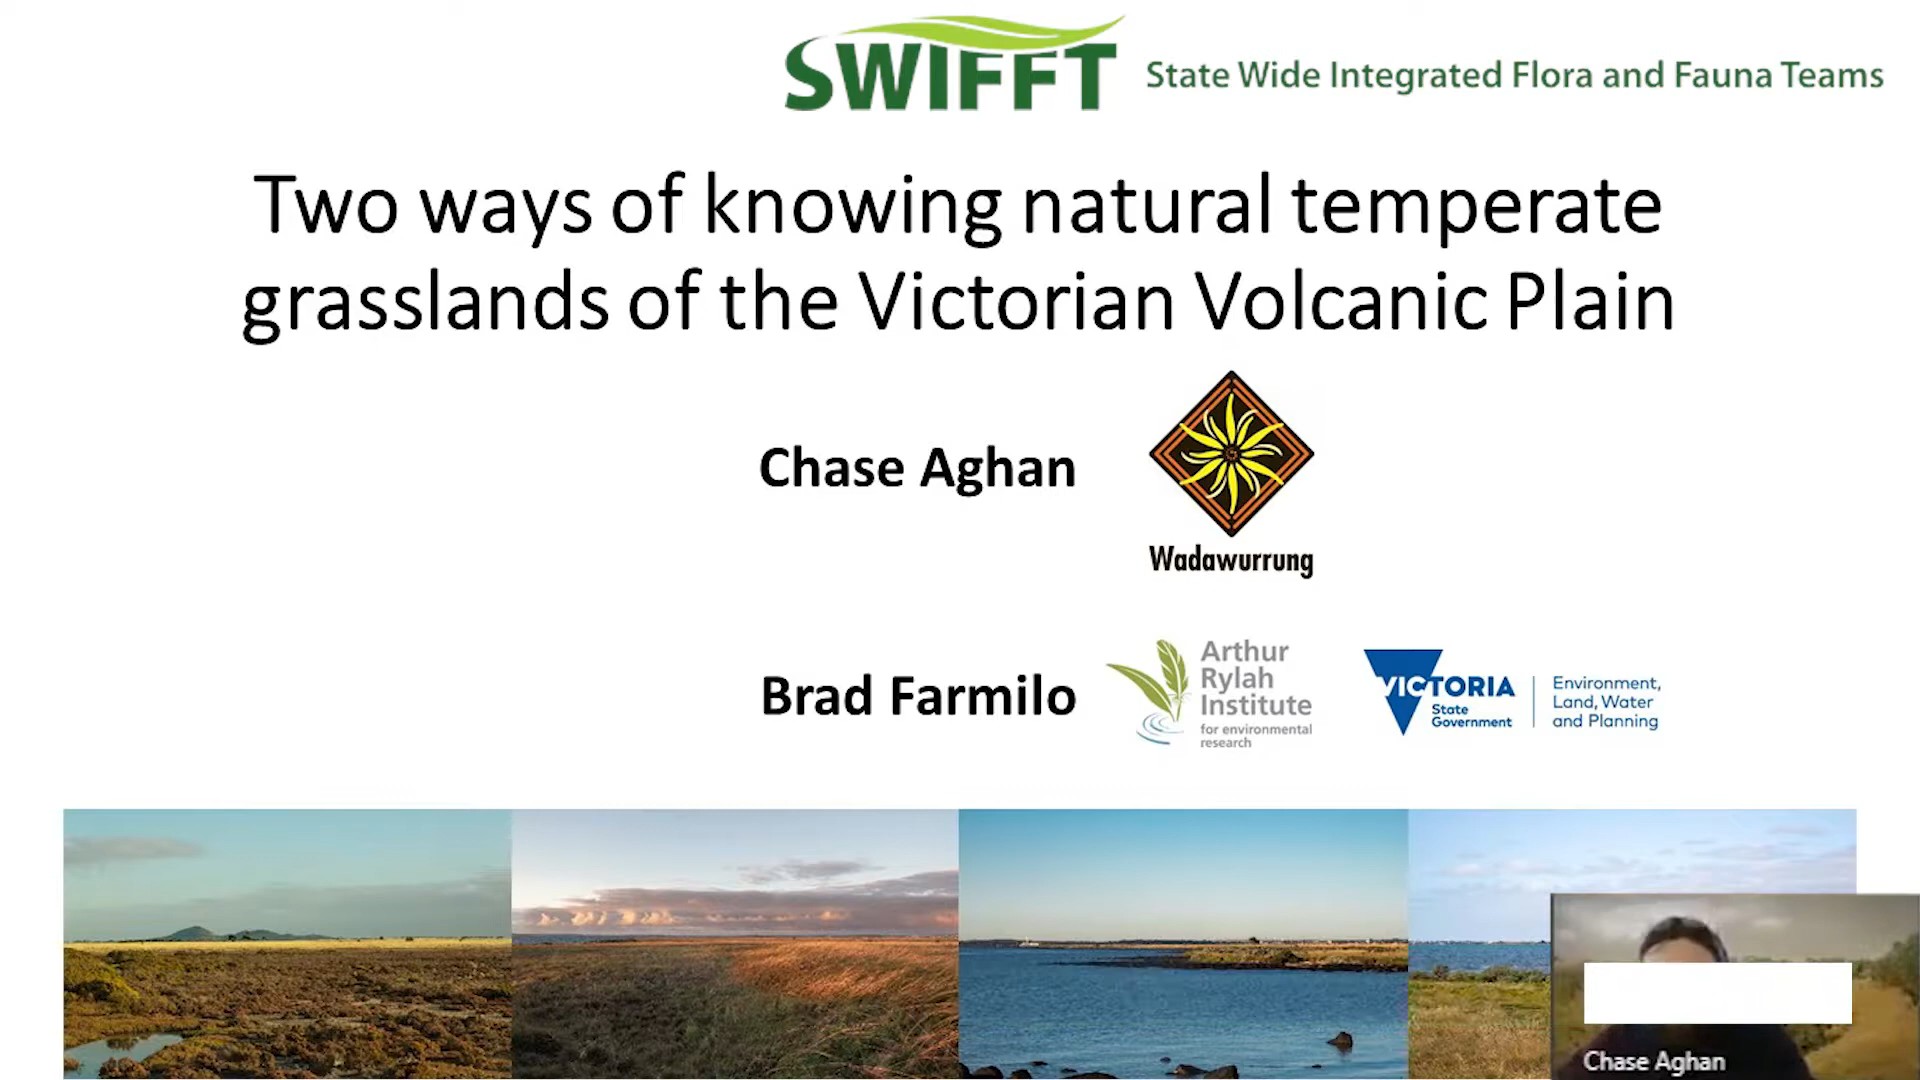 SWIFFT State Wide Integrated Flora and Fauna Teams
Two ways of knowing natural temperate
grasslands of the Victorian Volcanic Plain
Chase Aghan
Wadawurrung
Brad Farmilo
Arthur
Rylah
Institute
for environmental
research
VICTORIA
State
Government
Environment,
Land, Water
and Planning
Chase Aghan